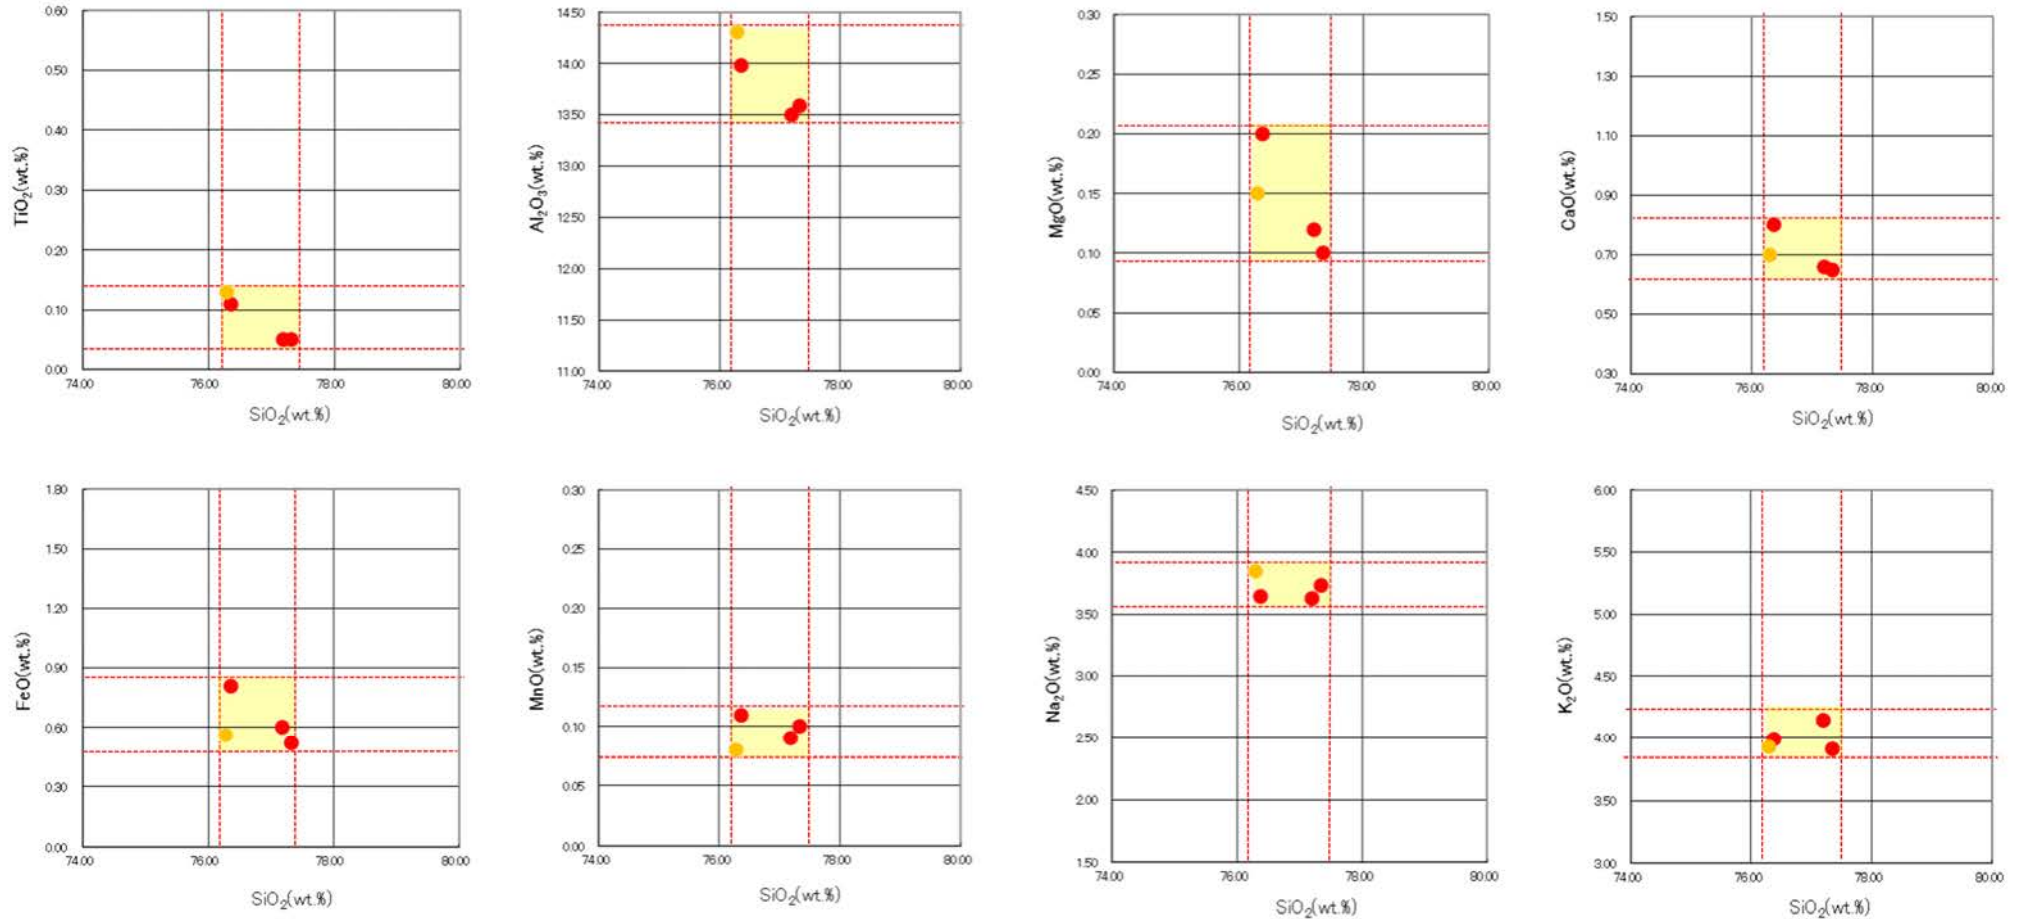 TiO2(wt.%)
0.60
0.50
0.40
0.30
0.20
0.10
0.00
74.00 76.00 78.00 80.00
SiO2(wt.%)
Al2O3(wt.%)
14.50
14.00
13.50
13.00
12.50
12.00
11.50
11.00
74.00 76.00 78.00 80.00
SiO2(wt.%)
MgO(wt.%)
0.30
0.25
0.20
0.15
0.10
0.05
0.00
74.00 76.00 78.00 80.00
SiO2(wt.%)
CaO(wt.%)
1.50
1.30
1.10
0.90
0.70
0.50
0.30
74.00 76.00 78.00 80.00
SiO2(wt.%)
FeO(wt.%)
1.80
1.50
1.20
0.90
0.60
0.30
0.00
74.00 76.00 78.00 80.00
SiO2(wt.%)
MnO(wt.%)
0.30
0.25
0.20
0.15
0.10
0.05
0.00
74.00 76.00 78.00 80.00
SiO2(wt.%)
Na2O(wt.%)
4.50
4.00
3.50
3.00
2.50
2.00
1.50
74.00 76.00 78.00 80.00
SiO2(wt.%)
K2O(wt.%)
6.00
5.50
5.00
4.50
4.00
3.50
3.00
74.00 76.00 78.00 80.00
SiO2(wt.%)